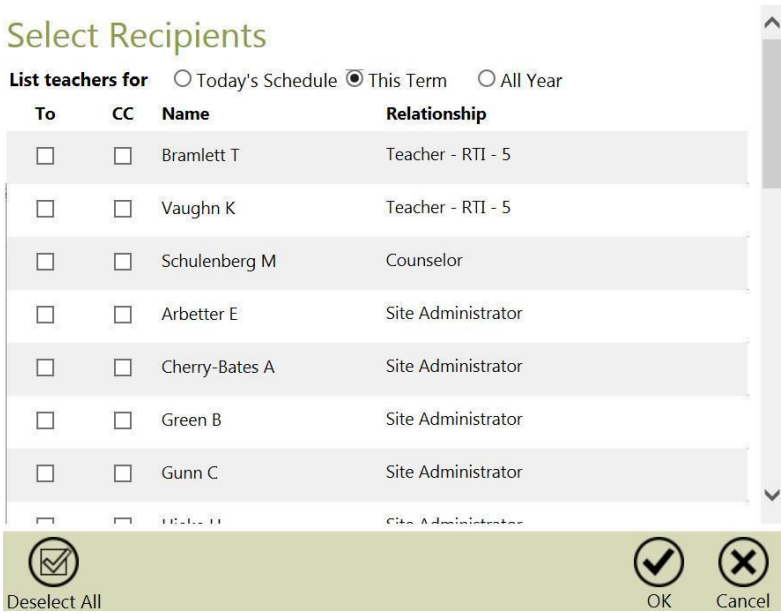 Select Recipients
List teachers for Today's Schedule This Term All Year
To CC Name Relationship
Bramlett T Teacher - RTI - 5
Vaughn K Teacher - RTI - 5
Schulenberg M Counselor
Arbetter E Site Administrator
Cherry-Bates A Site Administrator
Green B Site Administrator
Gunn C Site Administrator
Site Administrator
Deselect All OK Cancel